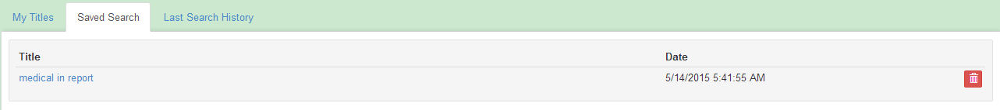 My Titles Saved Search Last Search History
Title Date
medical in report 5/14/2015 5:41:55 AM